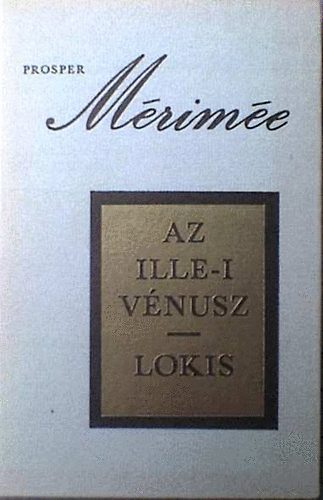 PROSPER
Mérimée
AZ
ILLE-I
VÉNUSZ
—
LOKIS